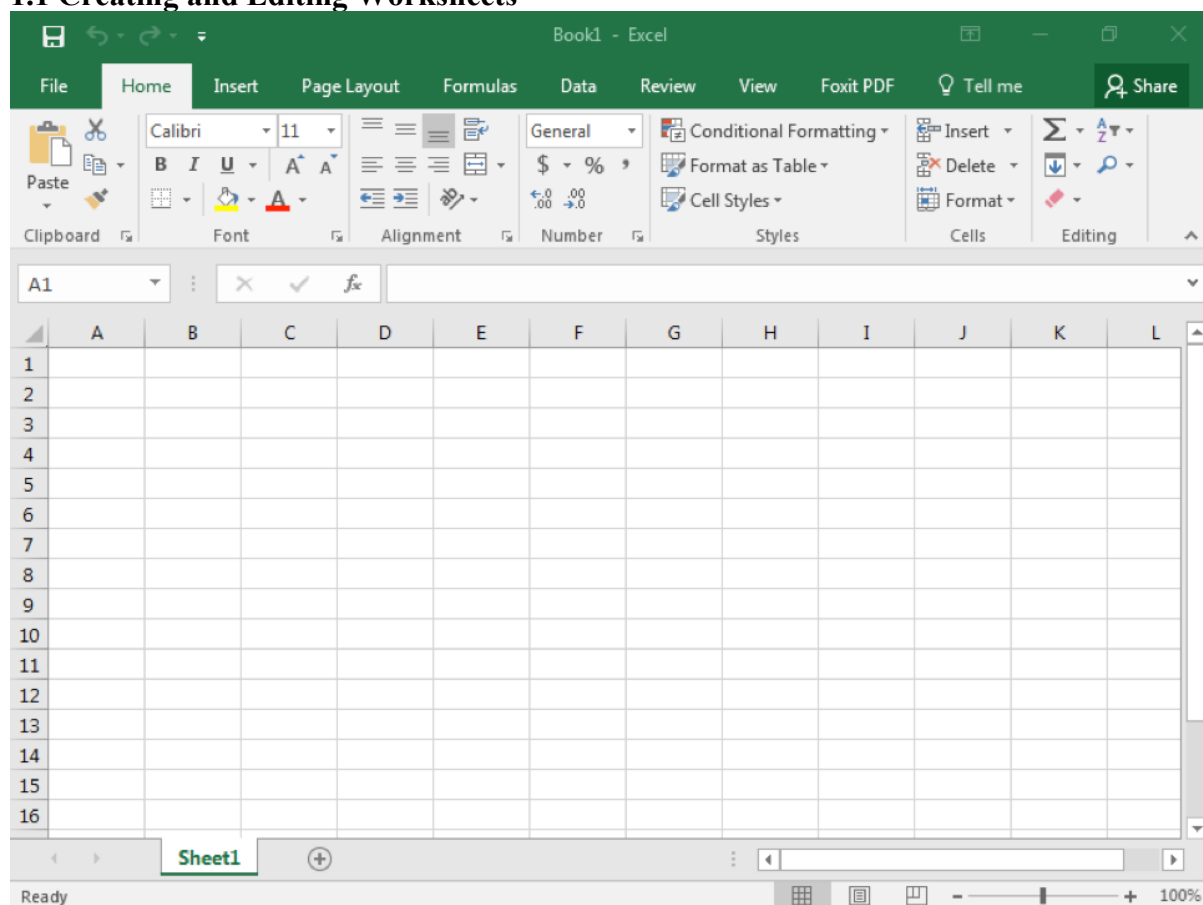 1.1 Creating and Editing Worksheets
Book1 - Excel
File Home Insert Page Layout Formulas Data Review View Foxit PDF Tell me Share
Calibri 11 General Conditional Formatting Insert
B I U A A $ % , Format as Table Delete
Paste
A Cell Styles Format
Clipboard Font Alignment Number Styles Cells Editing
A1 fx
A B C D E F G H I J K L
1
2
3
4
5
6
7
8
9
10
11
12
13
14
15
16
Sheet1
Ready 100%